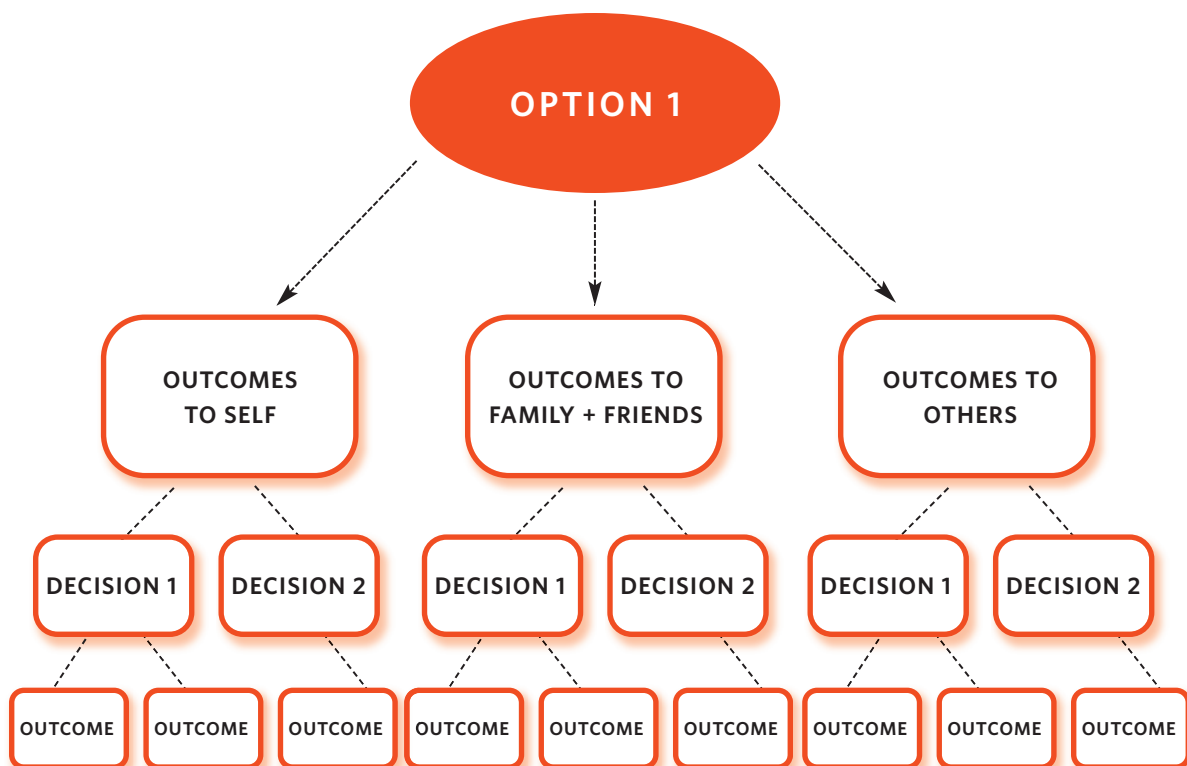 OPTION 1
OUTCOMES
TO SELF
OUTCOMES TO
FAMILY + FRIENDS
OUTCOMES TO
OTHERS
DECISION 1
DECISION 2
DECISION 1
DECISION 2
DECISION 1
DECISION 2
OUTCOME
OUTCOME
OUTCOME
OUTCOME
OUTCOME
OUTCOME
OUTCOME
OUTCOME
OUTCOME